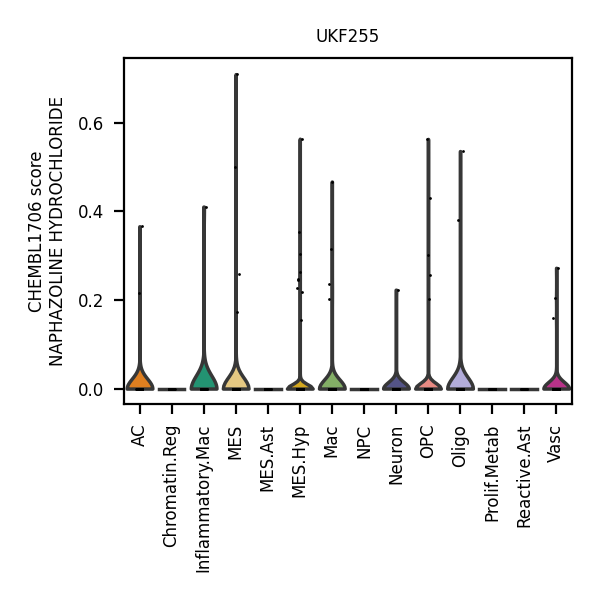 UKF255
CHEMBL1706 score
NAPHAZOLINE HYDROCHLORIDE
0.6
0.4
0.2
0.0
AC
Chromatin.Reg
Inflammatory.Mac
MES
MES.Ast
MES.Hyp
Mac
NPC
Neuron
OPC
Oligo
Prolif.Metab
Reactive.Ast
Vasc